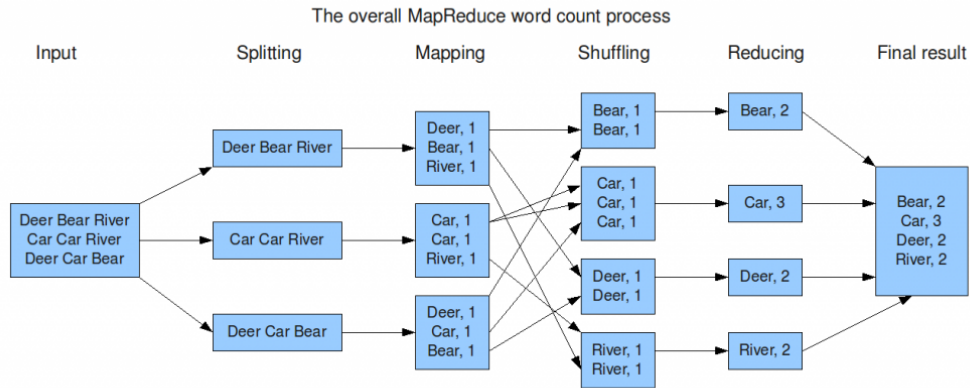 The overall MapReduce word count process
Input
Splitting
Mapping
Shuffling
Reducing
Final result
Deer Bear River
Car Car River
Deer Car Bear
Deer Bear River
Car Car River
Deer Car Bear
Deer, 1
Bear, 1
River, 1
Car, 1
Car, 1
River, 1
Deer, 1
Car, 1
Bear, 1
Bear, 1
Bear, 1
Car, 1
Car, 1
Car, 1
Deer, 1
Deer, 1
River, 1
River, 1
Bear, 2
Car, 3
Deer, 2
River, 2
Bear, 2
Car, 3
Deer, 2
River, 2